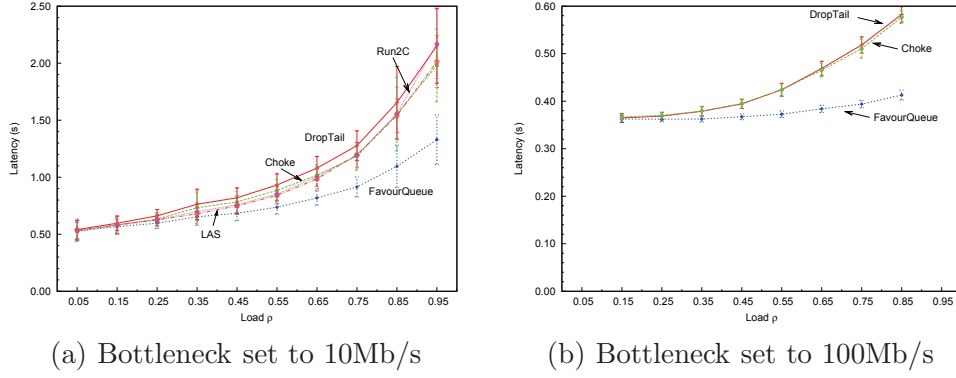 2.50
2.00
1.50
1.00
0.50
0.00
Latency (s)
Run2C
DropTail
Choke
FavourQueue
LAS
0.05 0.15 0.25 0.35 0.45 0.55 0.65 0.75 0.85 0.95
Load ρ
(a) Bottleneck set to 10Mb/s
0.60
0.50
0.40
0.30
0.20
0.10
0.00
Latency (s)
DropTail
Choke
FavourQueue
0.05 0.15 0.25 0.35 0.45 0.55 0.65 0.75 0.85 0.95
Load ρ
(b) Bottleneck set to 100Mb/s